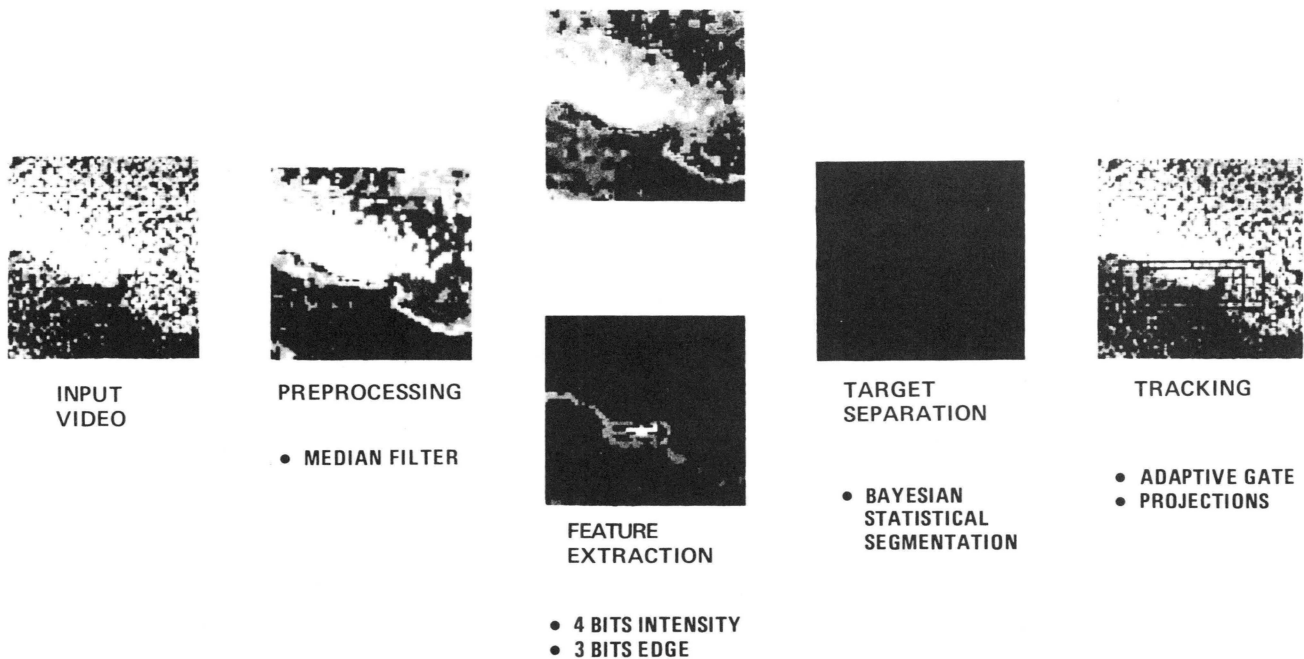 INPUT
VIDEO
PREPROCESSING
• MEDIAN FILTER
FEATURE
EXTRACTION
• 4 BITS INTENSITY
• 3 BITS EDGE
TARGET
SEPARATION
• BAYESIAN
STATISTICAL
SEGMENTATION
TRACKING
• ADAPTIVE GATE
• PROJECTIONS